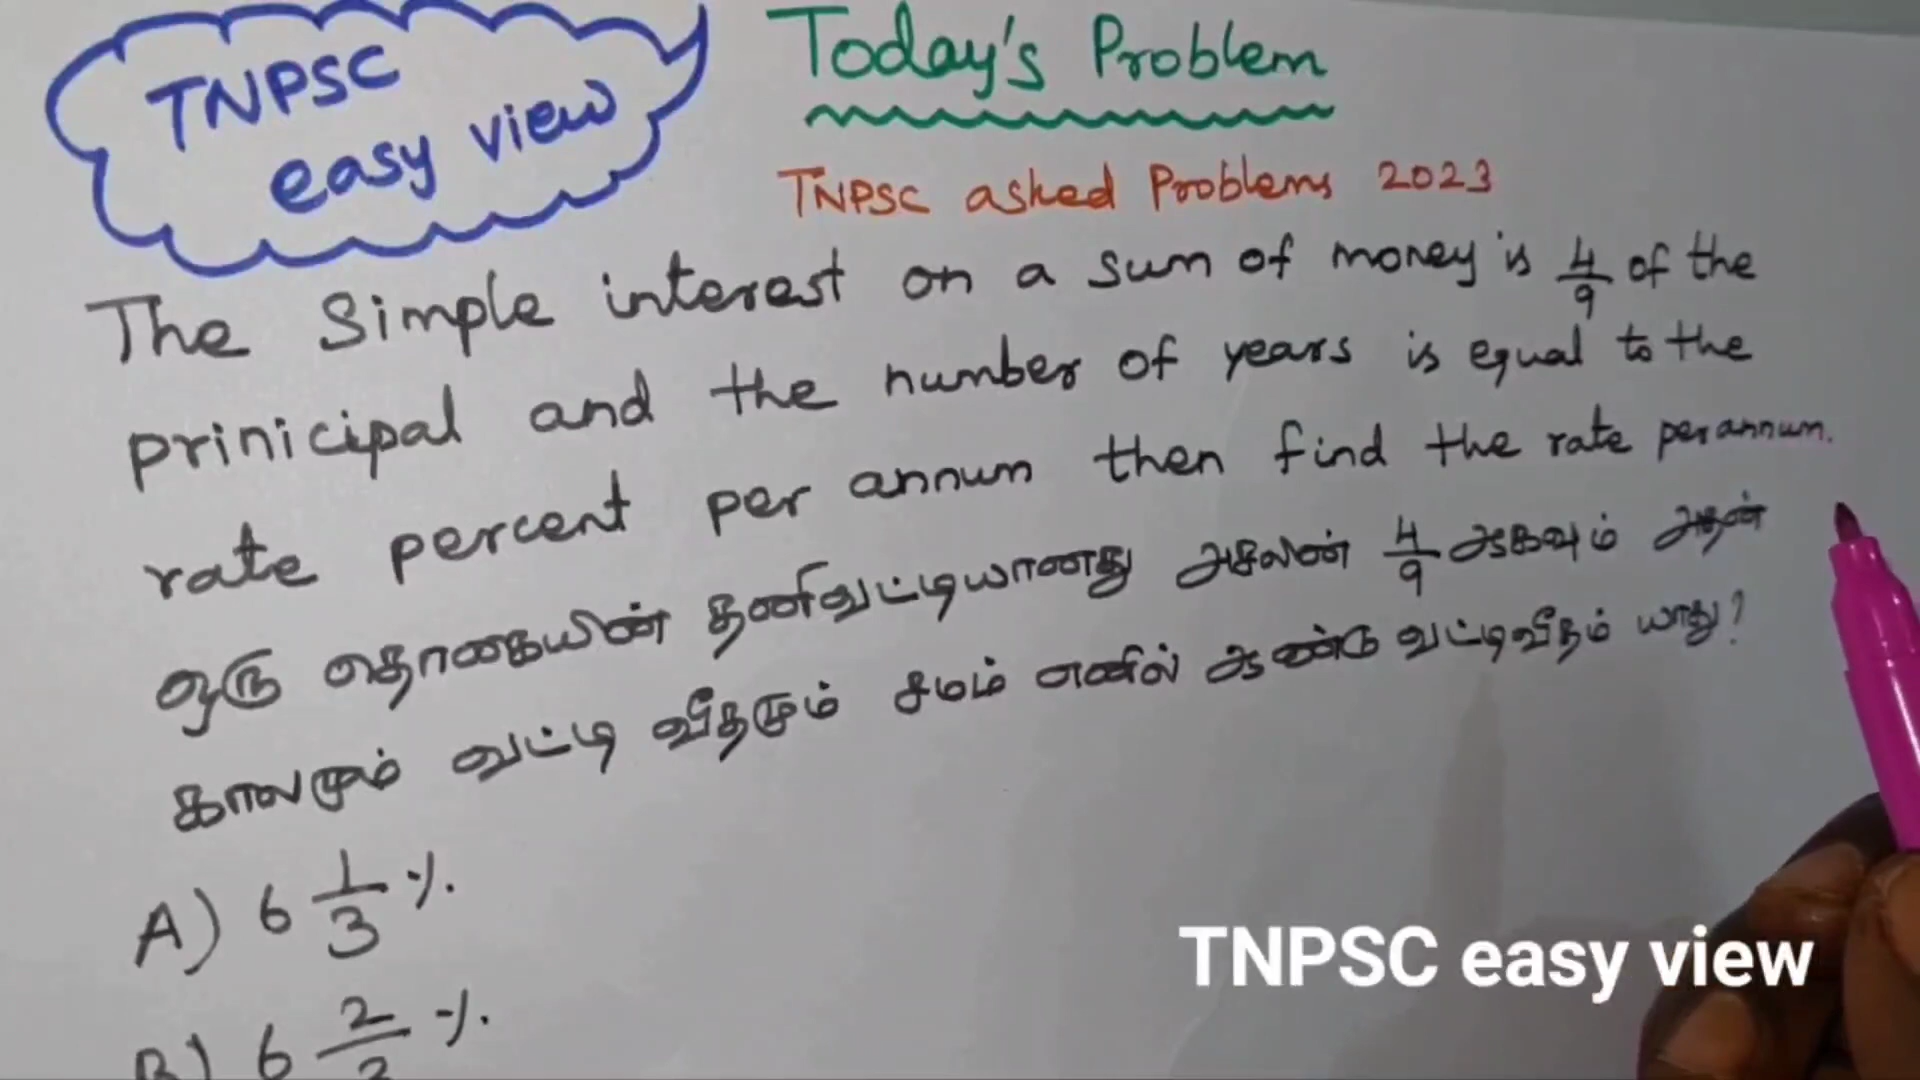 TNPSC
easy view
Today's Problem
TNPSC asked Problems 2023
The Simple interest on a sum of money is 4/9 of the
prinicipal and the number of years is equal to the
rate percent per annum then find the rate per annum.
ஒரு தொகையின் தனிவட்டியானது அசலின் 4/9 ஆகவும் அதன்
காலமும் வட்டி வீதமும் சமம் எனில் ஆண்டு வட்டிவீதம் யாது?
A) 6 1/3 %
B) 6 2/3 %
TNPSC easy view